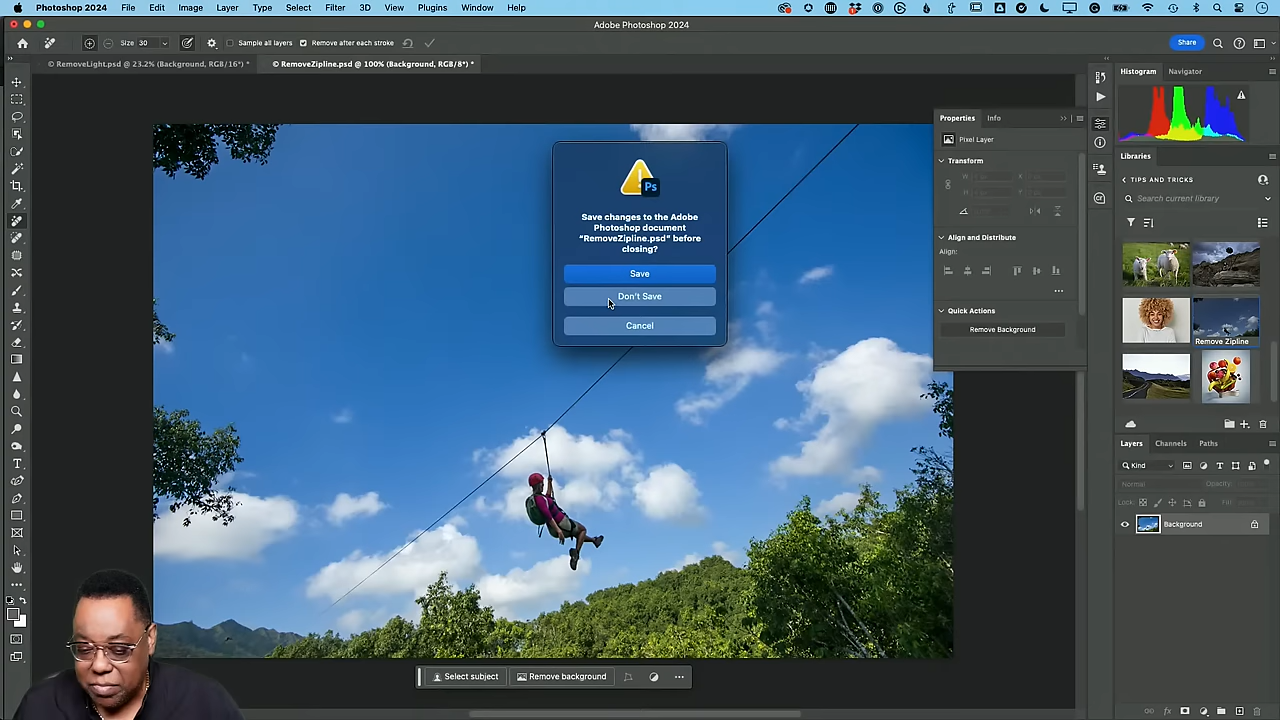 Photoshop 2024 File Edit Image Layer Type Select Filter 3D View Plugins Window Help
Adobe Photoshop 2024
Size 30 Sample all layers Remove after each stroke Share
© RemoveLight.psd @ 23.2% (Background, RGB/16*) * © RemoveZipline.psd @ 100% (Background, RGB/8*) *
Histogram Navigator
Properties Info
Pixel Layer
Transform
Align and Distribute
Align:
Quick Actions
Remove Background
Libraries
TIPS AND TRICKS
Search current library
Remove Zipline
Layers Channels Paths
Kind
Normal Opacity:
Lock: Fill:
Background
Ps
Save changes to the Adobe
Photoshop document
“RemoveZipline.psd” before
closing?
Save
Don't Save
Cancel
Select subject Remove background